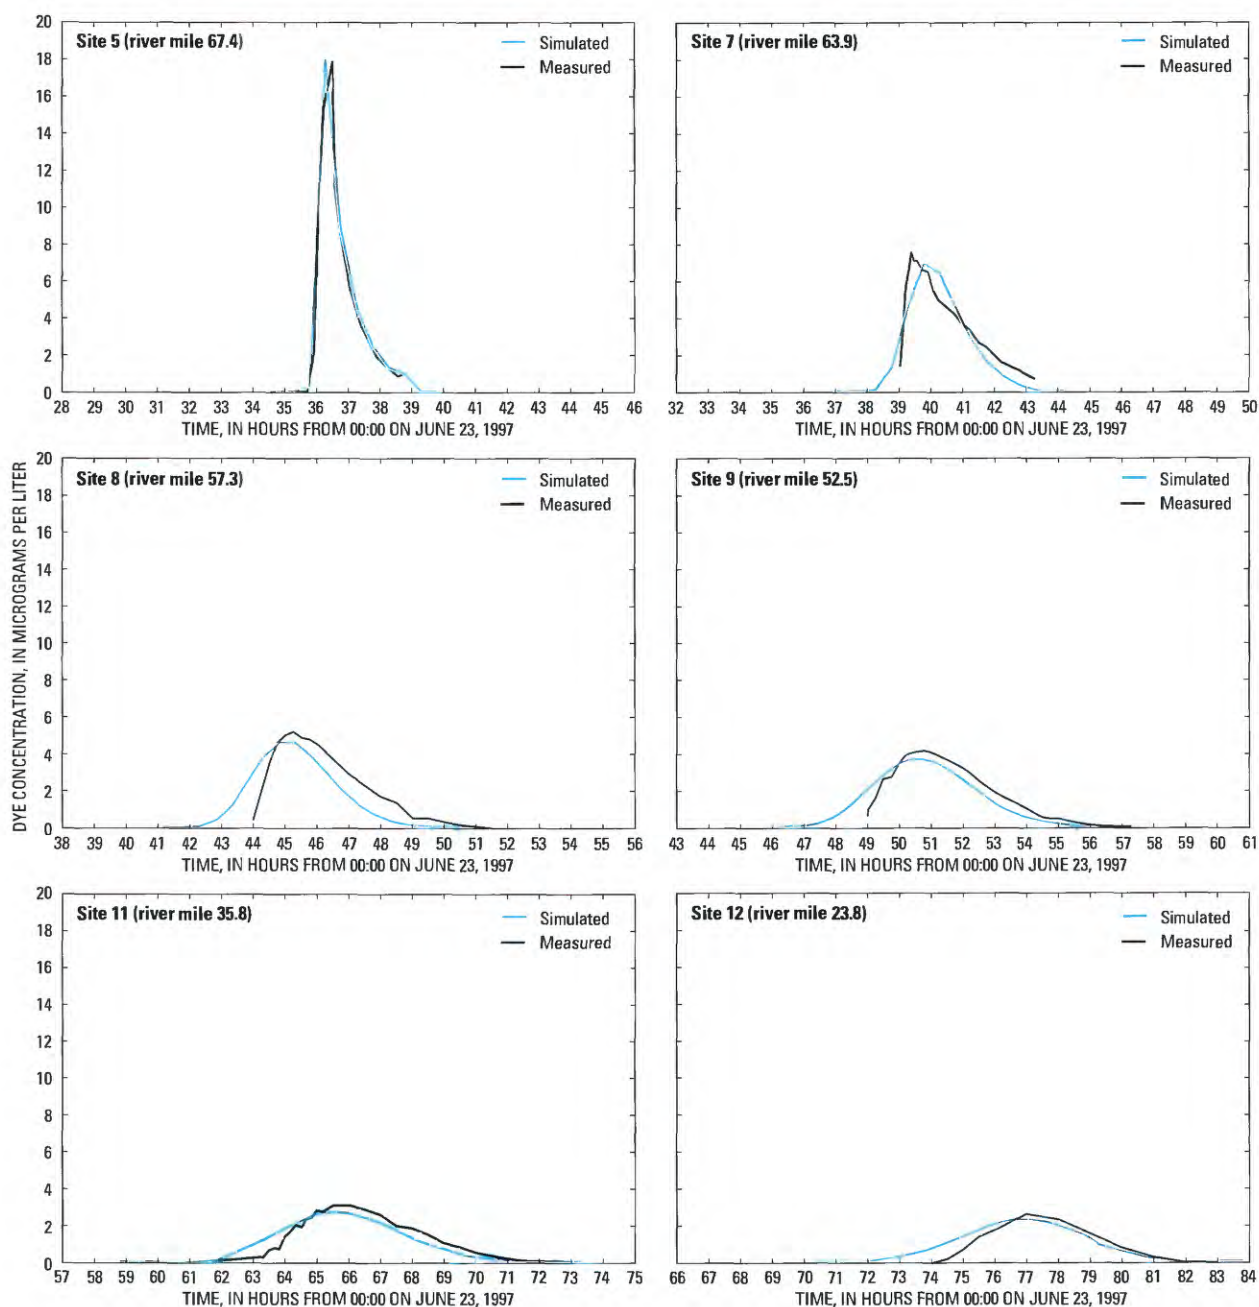 DYE CONCENTRATION, IN MICROGRAMS PER LITER
Site 5 (river mile 67.4)
Simulated
Measured
20
18
16
14
12
10
8
6
4
2
0
28 29 30 31 32 33 34 35 36 37 38 39 40 41 42 43 44 45 46
TIME, IN HOURS FROM 00:00 ON JUNE 23, 1997
Site 7 (river mile 63.9)
Simulated
Measured
32 33 34 35 36 37 38 39 40 41 42 43 44 45 46 47 48 49 50
TIME, IN HOURS FROM 00:00 ON JUNE 23, 1997
Site 8 (river mile 57.3)
Simulated
Measured
20
18
16
14
12
10
8
6
4
2
0
38 39 40 41 42 43 44 45 46 47 48 49 50 51 52 53 54 55 56
TIME, IN HOURS FROM 00:00 ON JUNE 23, 1997
Site 9 (river mile 52.5)
Simulated
Measured
43 44 45 46 47 48 49 50 51 52 53 54 55 56 57 58 59 60 61
TIME, IN HOURS FROM 00:00 ON JUNE 23, 1997
Site 11 (river mile 35.8)
Simulated
Measured
20
18
16
14
12
10
8
6
4
2
0
57 58 59 60 61 62 63 64 65 66 67 68 69 70 71 72 73 74 75
TIME, IN HOURS FROM 00:00 ON JUNE 23, 1997
Site 12 (river mile 23.8)
Simulated
Measured
66 67 68 69 70 71 72 73 74 75 76 77 78 79 80 81 82 83 84
TIME, IN HOURS FROM 00:00 ON JUNE 23, 1997